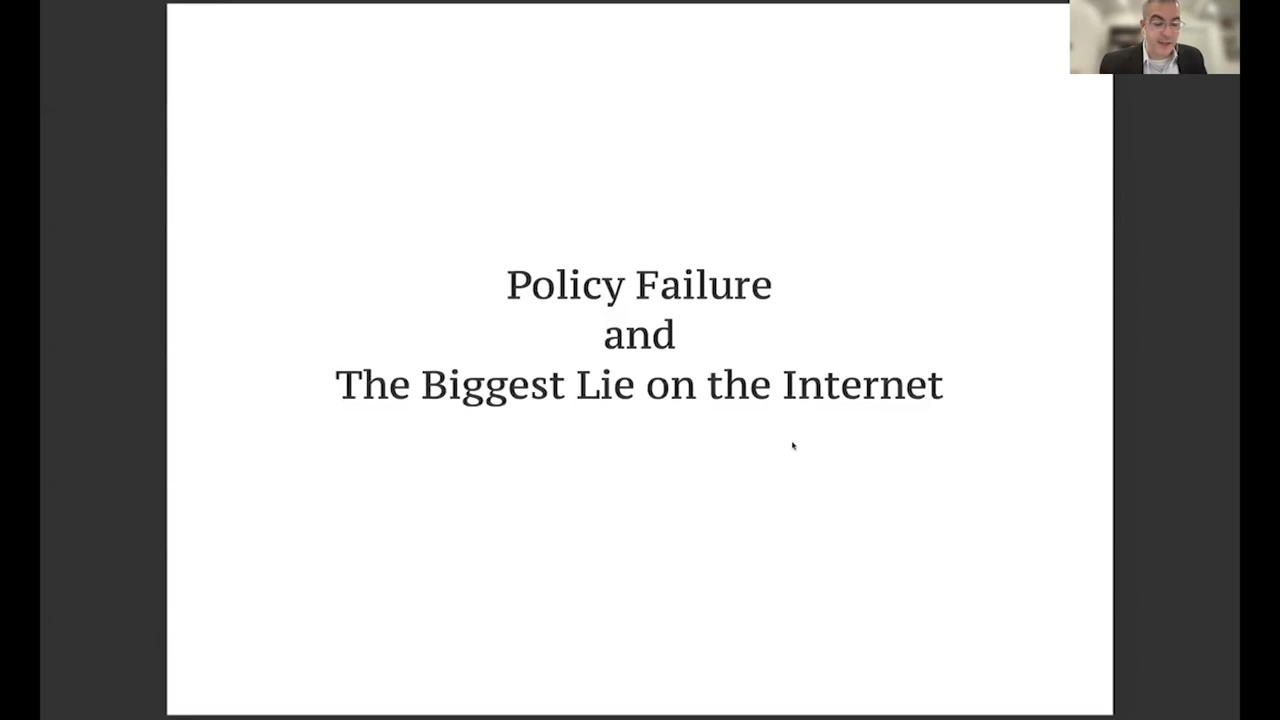 Policy Failure
and
The Biggest Lie on the Internet